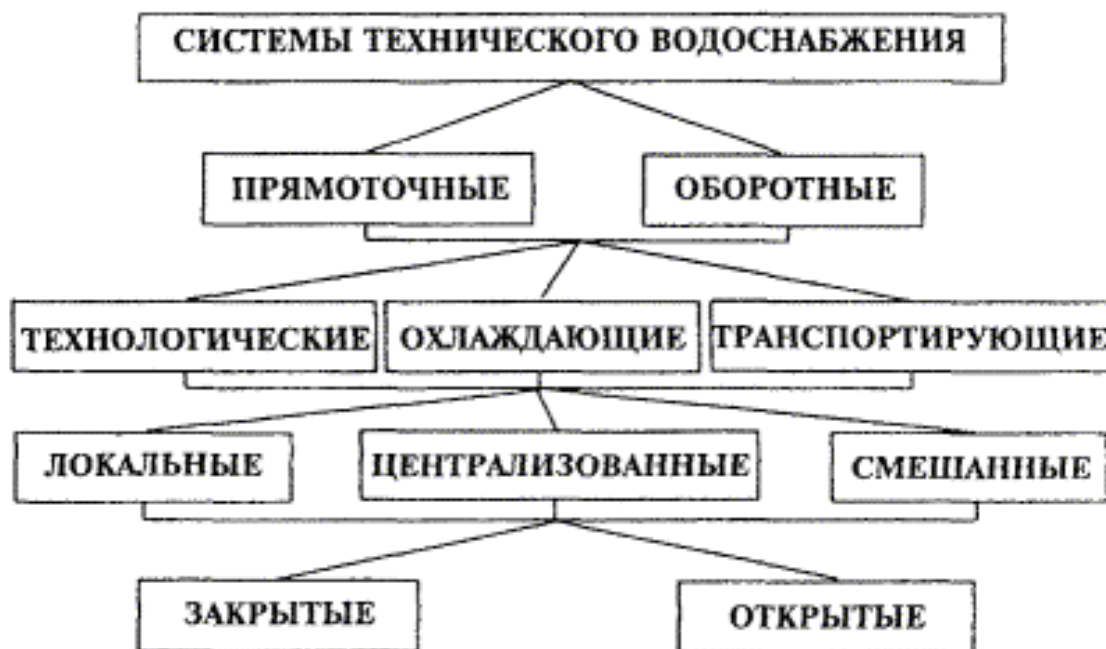 СИСТЕМЫ ТЕХНИЧЕСКОГО ВОДОСНАБЖЕНИЯ
ПРЯМОТОЧНЫЕ
ОБОРОТНЫЕ
ТЕХНОЛОГИЧЕСКИЕ
ОХЛАЖДАЮЩИЕ
ТРАНСПОРТИРУЮЩИЕ
ЛОКАЛЬНЫЕ
ЦЕНТРАЛИЗОВАННЫЕ
СМЕШАННЫЕ
ЗАКРЫТЫЕ
ОТКРЫТЫЕ